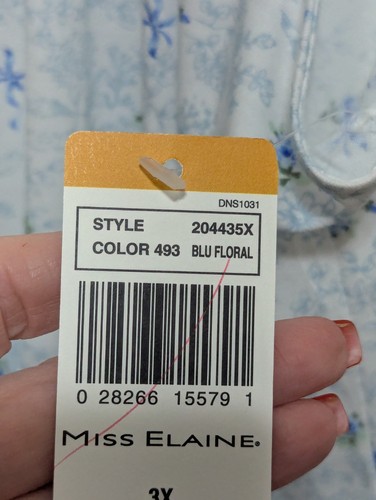 DNS1031
STYLE 204435X
COLOR 493 BLU FLORAL
0 28266 15579 1
MISS ELAINE®
3X